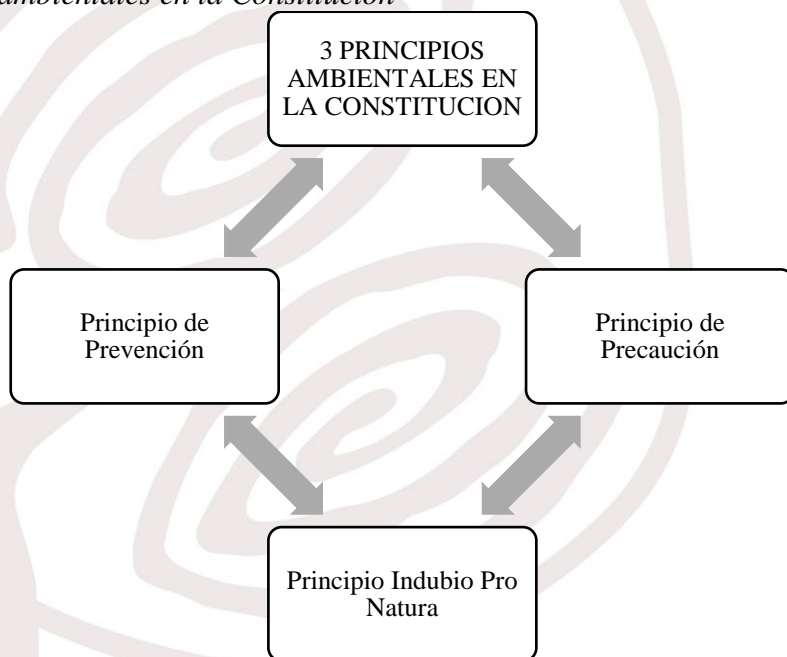 ambientales en la Constitución
3 PRINCIPIOS
AMBIENTALES EN
LA CONSTITUCION
Principio de
Prevención
Principio de
Precaución
Principio Indubio Pro
Natura